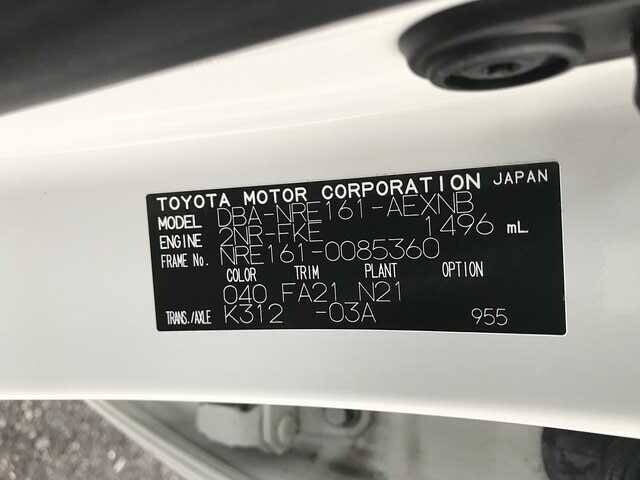 TOYOTA MOTOR CORPORATION JAPAN
MODEL DBA-NRE161-AEXNB
ENGINE 2NR-FKE 1496 mL
FRAME No. NRE161-0085360
COLOR TRIM PLANT OPTION
040 FA21 N21
TRANS./AXLE K312 -03A 955